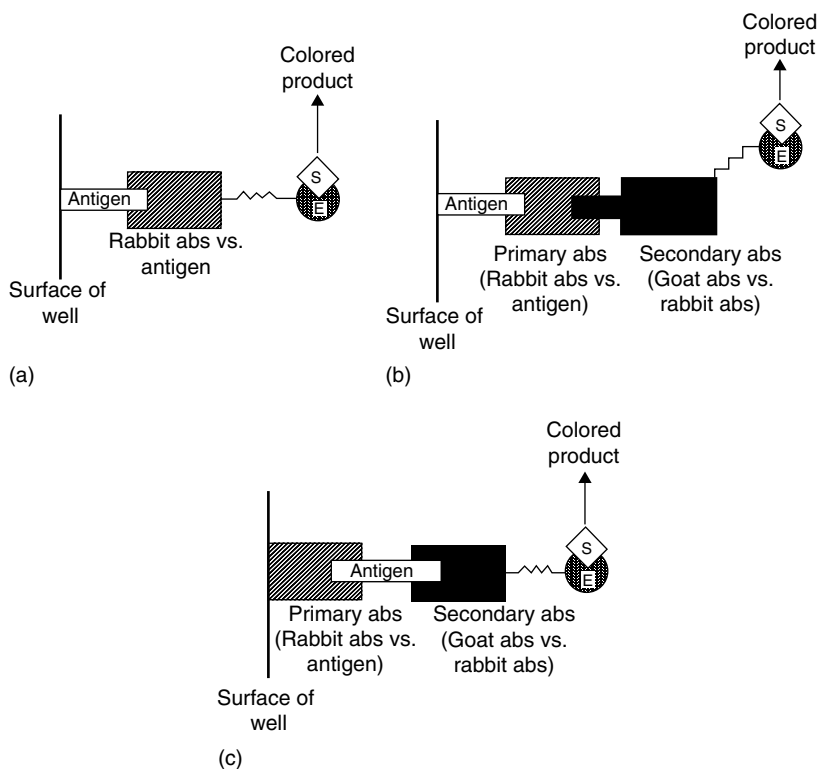 Colored
product
S
E
Antigen
Rabbit abs vs.
antigen
Surface of
well
(a)
Colored
product
S
E
Antigen
Primary abs
(Rabbit abs vs.
antigen)
Secondary abs
(Goat abs vs.
rabbit abs)
Surface of
well
(b)
Colored
product
S
E
Antigen
Primary abs
(Rabbit abs vs.
antigen)
Secondary abs
(Goat abs vs.
rabbit abs)
Surface of
well
(c)